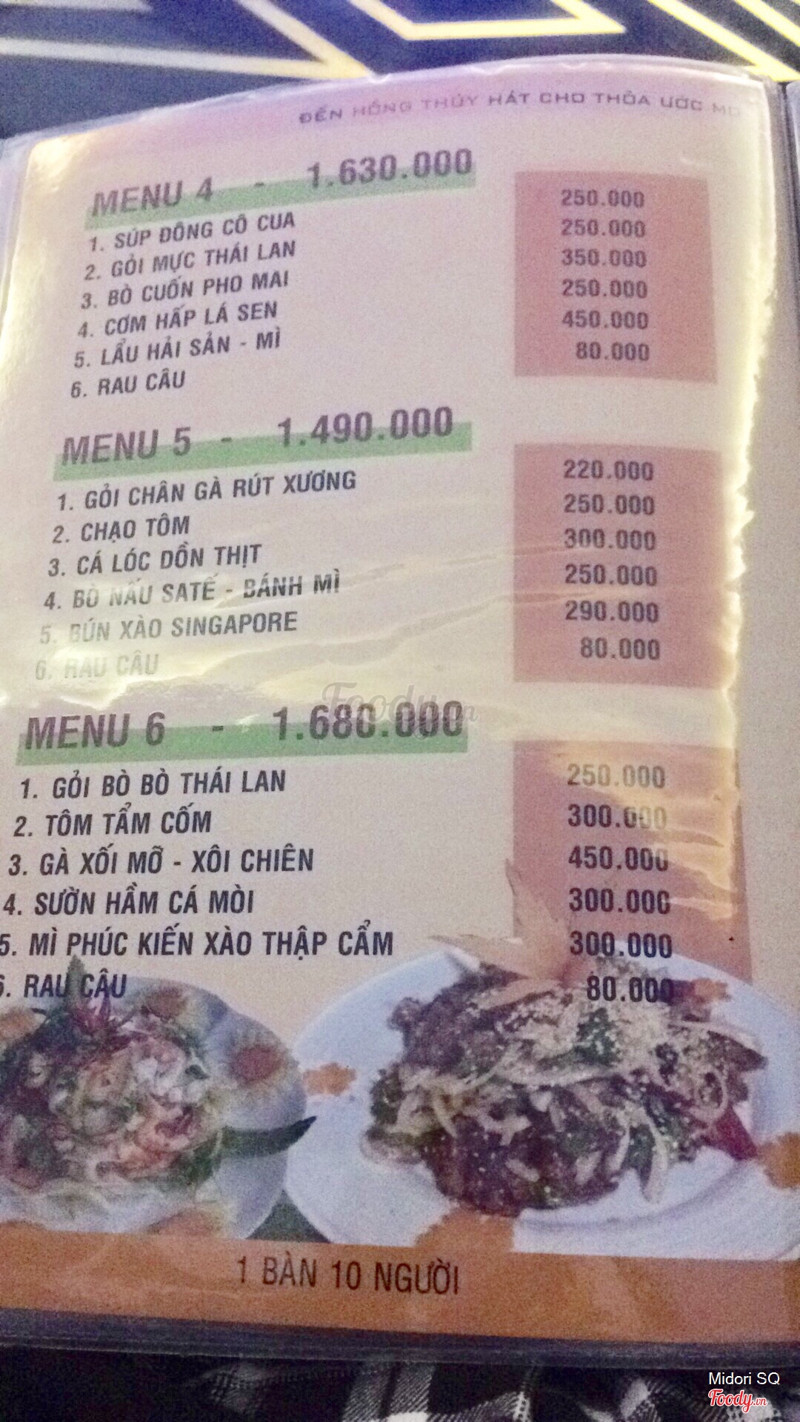 ĐẾN HỒNG THỦY HÁT CHO THỎA ƯỚC MƠ
MENU 4 - 1.630.000
1. SÚP ĐÔNG CÔ CUA 250.000
2. GỎI MỰC THÁI LAN 250.000
3. BÒ CUỐN PHO MAI 350.000
4. CƠM HẤP LÁ SEN 250.000
5. LẨU HẢI SẢN - MÌ 450.000
6. RAU CÂU 80.000
MENU 5 - 1.490.000
1. GỎI CHÂN GÀ RÚT XƯƠNG 220.000
2. CHẠO TÔM 250.000
3. CÁ LÓC DỒN THỊT 300.000
4. BÒ NẤU SATẾ - BÁNH MÌ 250.000
5. BÚN XÀO SINGAPORE 290.000
6. RAU CÂU 80.000
Foody.vn
MENU 6 - 1.680.000
1. GỎI BÒ BÒ THÁI LAN 250.000
2. TÔM TẨM CỐM 300.000
3. GÀ XỐI MỠ - XÔI CHIÊN 450.000
4. SƯỜN HẦM CÁ MÒI 300.000
5. MÌ PHÚC KIẾN XÀO THẬP CẨM 300.000
6. RAU CÂU 80.000
1 BÀN 10 NGƯỜI
Midori SQ
Foody.vn